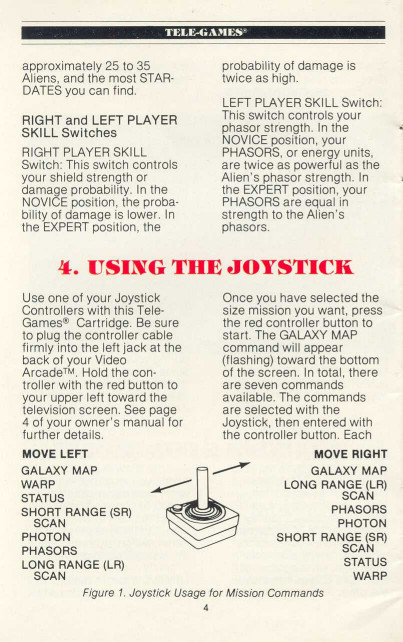 TELE-GAMES®
approximately 25 to 35
Aliens, and the most STAR-
DATES you can find.
RIGHT and LEFT PLAYER
SKILL Switches
RIGHT PLAYER SKILL
Switch: This switch controls
your shield strength or
damage probability. In the
NOVICE position, the proba-
bility of damage is lower. In
the EXPERT position, the
probability of damage is
twice as high.
LEFT PLAYER SKILL Switch:
This switch controls your
phasor strength. In the
NOVICE position, your
PHASORS, or energy units,
are twice as powerful as the
Alien's phasor strength. In
the EXPERT position, your
PHASORS are equal in
strength to the Alien's
phasors.
4. USING THE JOYSTICK
Use one of your Joystick
Controllers with this Tele-
Games® Cartridge. Be sure
to plug the controller cable
firmly into the left jack at the
back of your Video
Arcade™. Hold the con-
troller with the red button to
your upper left toward the
television screen. See page
4 of your owner's manual for
further details.
Once you have selected the
size mission you want, press
the red controller button to
start. The GALAXY MAP
command will appear
(flashing) toward the bottom
of the screen. In total, there
are seven commands
available. The commands
are selected with the
Joystick, then entered with
the controller button. Each
MOVE LEFT
GALAXY MAP
WARP
STATUS
SHORT RANGE (SR)
SCAN
PHOTON
PHASORS
LONG RANGE (LR)
SCAN
MOVE RIGHT
GALAXY MAP
LONG RANGE (LR)
SCAN
PHASORS
PHOTON
SHORT RANGE (SR)
SCAN
STATUS
WARP
Figure 1. Joystick Usage for Mission Commands
4